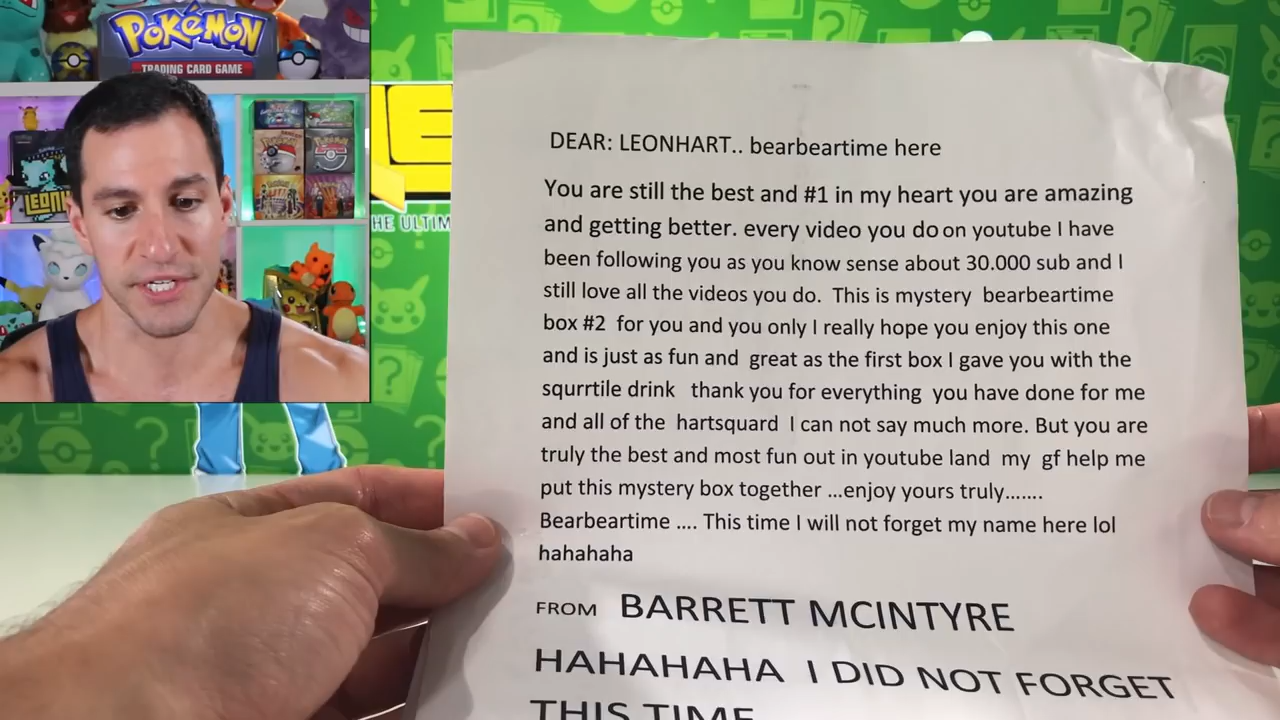 POKéMON
TRADING CARD GAME
LEONH
E
HE ULTIM
DEAR: LEONHART.. bearbeartime here
You are still the best and #1 in my heart you are amazing
and getting better. every video you do on youtube I have
been following you as you know sense about 30.000 sub and I
still love all the videos you do. This is mystery bearbeartime
box #2 for you and you only I really hope you enjoy this one
and is just as fun and great as the first box I gave you with the
squrrtile drink thank you for everything you have done for me
and all of the hartsquard I can not say much more. But you are
truly the best and most fun out in youtube land my gf help me
put this mystery box together ...enjoy yours truly.......
Bearbeartime .... This time I will not forget my name here lol
hahahaha
FROM BARRETT MCINTYRE
HAHAHAHA I DID NOT FORGET
THIS TIME